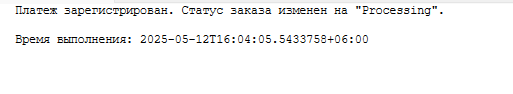 Платеж зарегистрирован. Статус заказа изменен на "Processing".
Время выполнения: 2025-05-12T16:04:05.5433758+06:00